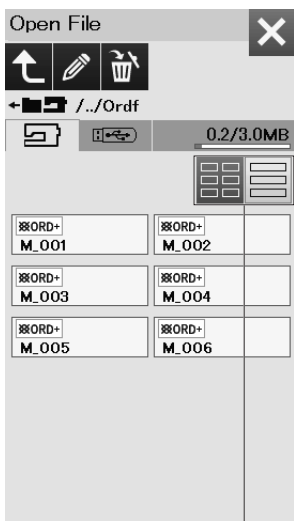 Open File
/../Ordf
0.2/3.0MB
ORD+
M_001
ORD+
M_002
ORD+
M_003
ORD+
M_004
ORD+
M_005
ORD+
M_006